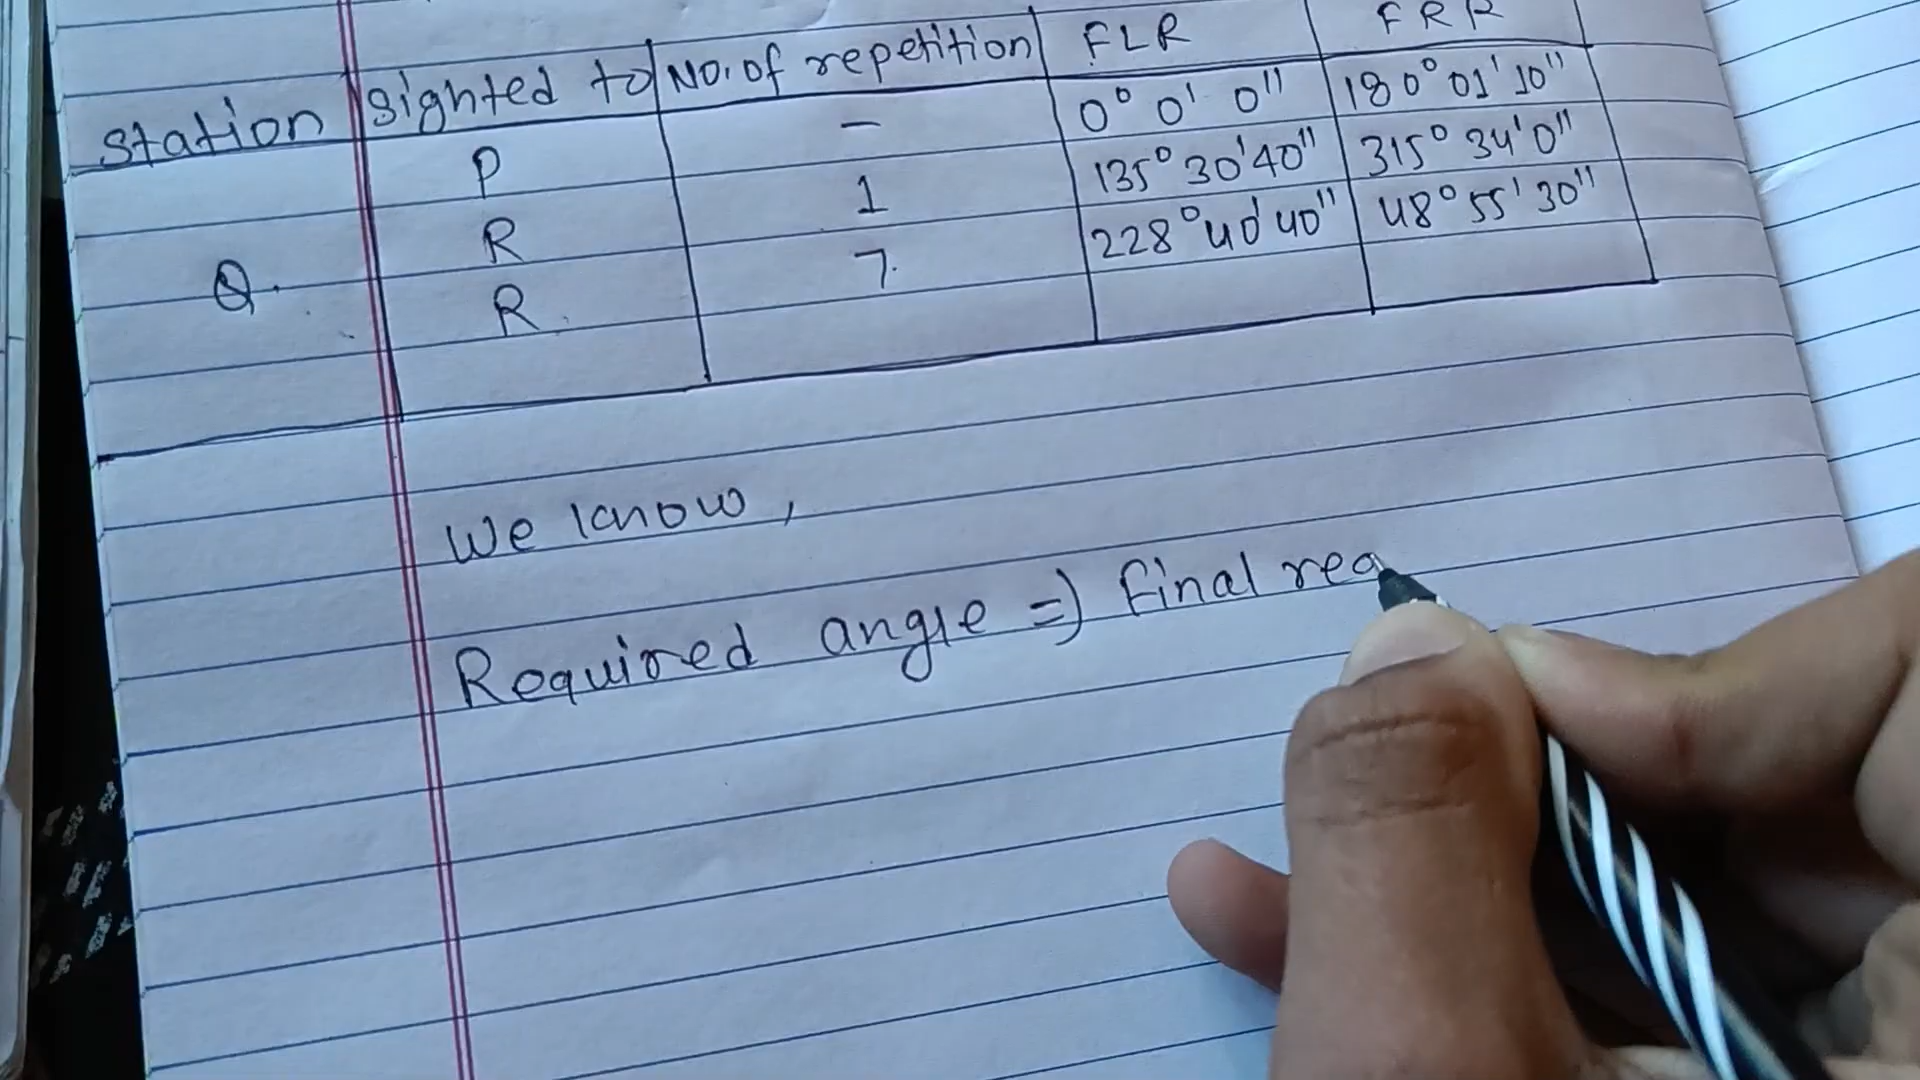 Station Sighted to No. of repetition FLR FRR
P - 0° 0' 0" 180° 01' 10"
R 1 135° 30' 40" 315° 34' 0"
Q. R 7. 228° 40' 40" 48° 55' 30"
We know,
Required angle => Final rea